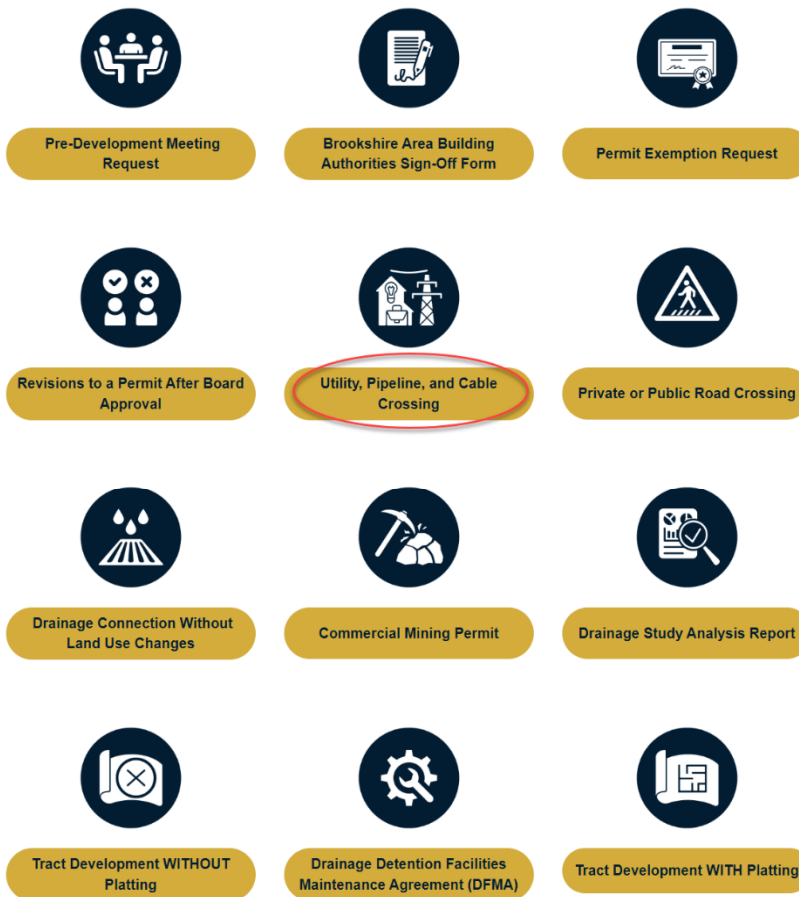 Pre-Development Meeting
Request
Brookshire Area Building
Authorities Sign-Off Form
Permit Exemption Request
Revisions to a Permit After Board
Approval
Utility, Pipeline, and Cable
Crossing
Private or Public Road Crossing
Drainage Connection Without
Land Use Changes
Commercial Mining Permit
Drainage Study Analysis Report
Tract Development WITHOUT
Platting
Drainage Detention Facilities
Maintenance Agreement (DFMA)
Tract Development WITH Platting